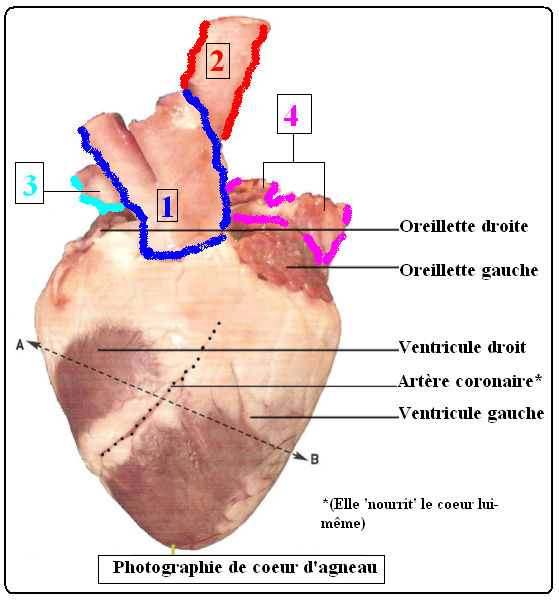 2
4
3
1
Oreillette droite
Oreillette gauche
Ventricule droit
A
Artère coronaire*
Ventricule gauche
B
*(Elle 'nourrit' le coeur lui-
même)
Photographie de coeur d'agneau